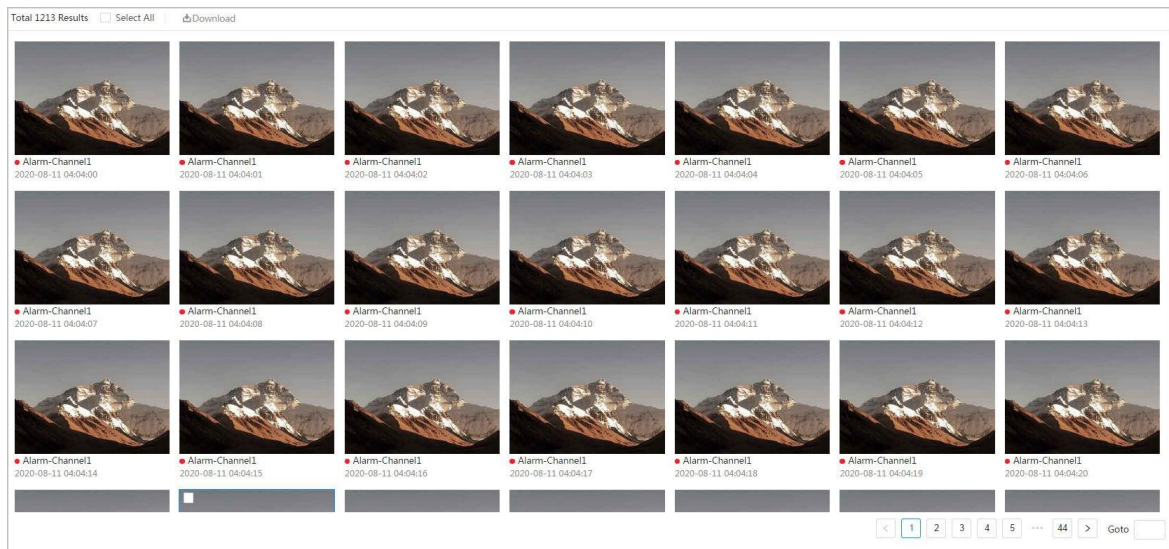 Total 1213 Results Select All Download
Alarm-Channel1 Alarm-Channel1 Alarm-Channel1 Alarm-Channel1 Alarm-Channel1 Alarm-Channel1 Alarm-Channel1
2020-08-11 04:04:00 2020-08-11 04:04:01 2020-08-11 04:04:02 2020-08-11 04:04:03 2020-08-11 04:04:04 2020-08-11 04:04:05 2020-08-11 04:04:06
Alarm-Channel1 Alarm-Channel1 Alarm-Channel1 Alarm-Channel1 Alarm-Channel1 Alarm-Channel1 Alarm-Channel1
2020-08-11 04:04:07 2020-08-11 04:04:08 2020-08-11 04:04:09 2020-08-11 04:04:10 2020-08-11 04:04:11 2020-08-11 04:04:12 2020-08-11 04:04:13
Alarm-Channel1 Alarm-Channel1 Alarm-Channel1 Alarm-Channel1 Alarm-Channel1 Alarm-Channel1 Alarm-Channel1
2020-08-11 04:04:14 2020-08-11 04:04:15 2020-08-11 04:04:16 2020-08-11 04:04:17 2020-08-11 04:04:18 2020-08-11 04:04:19 2020-08-11 04:04:20
< 1 2 3 4 5 ··· 44 > Goto